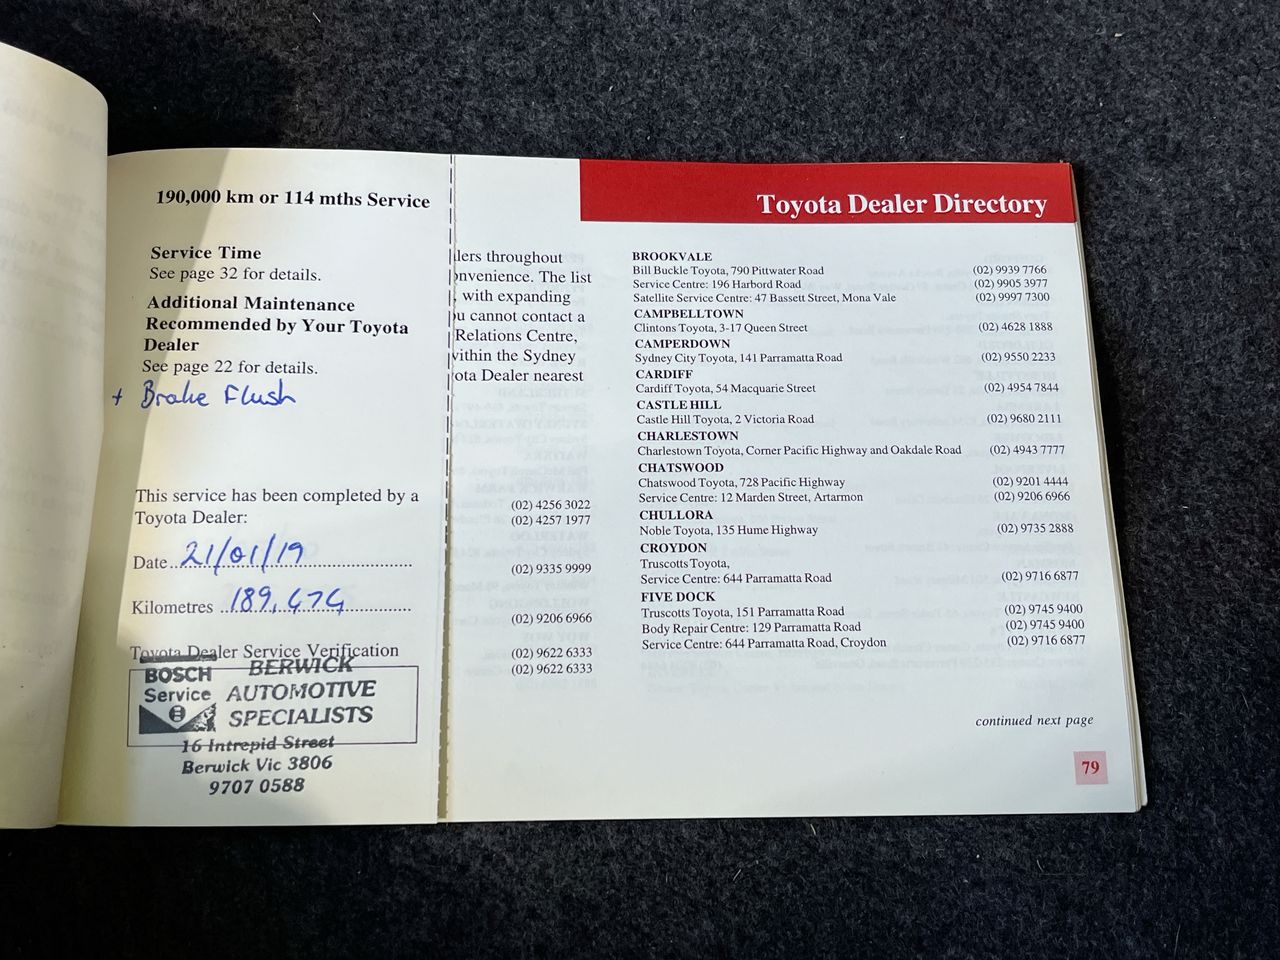 190,000 km or 114 mths Service
Service Time
See page 32 for details.
Additional Maintenance
Recommended by Your Toyota
Dealer
See page 22 for details.
+ Brake Flush
This service has been completed by a
Toyota Dealer:
Date 21/01/19
Kilometres 189,474
Toyota Dealer Service Verification
BOSCH
Service
BERWICK
AUTOMOTIVE
SPECIALISTS
16 Intrepid Street
Berwick Vic 3806
9707 0588
Toyota Dealer Directory
lers throughout
nvenience. The list
, with expanding
u cannot contact a
Relations Centre,
within the Sydney
ota Dealer nearest
(02) 4256 3022
(02) 4257 1977
(02) 9335 9999
(02) 9206 6966
(02) 9622 6333
(02) 9622 6333
BROOKVALE
Bill Buckle Toyota, 790 Pittwater Road (02) 9939 7766
Service Centre: 196 Harbord Road (02) 9905 3977
Satellite Service Centre: 47 Bassett Street, Mona Vale (02) 9997 7300
CAMPBELLTOWN
Clintons Toyota, 3-17 Queen Street (02) 4628 1888
CAMPERDOWN
Sydney City Toyota, 141 Parramatta Road (02) 9550 2233
CARDIFF
Cardiff Toyota, 54 Macquarie Street (02) 4954 7844
CASTLE HILL
Castle Hill Toyota, 2 Victoria Road (02) 9680 2111
CHARLESTOWN
Charlestown Toyota, Corner Pacific Highway and Oakdale Road (02) 4943 7777
CHATSWOOD
Chatswood Toyota, 728 Pacific Highway (02) 9201 4444
Service Centre: 12 Marden Street, Artarmon (02) 9206 6966
CHULLORA
Noble Toyota, 135 Hume Highway (02) 9735 2888
CROYDON
Truscotts Toyota,
Service Centre: 644 Parramatta Road (02) 9716 6877
FIVE DOCK
Truscotts Toyota, 151 Parramatta Road (02) 9745 9400
Body Repair Centre: 129 Parramatta Road (02) 9745 9400
Service Centre: 644 Parramatta Road, Croydon (02) 9716 6877
continued next page
79